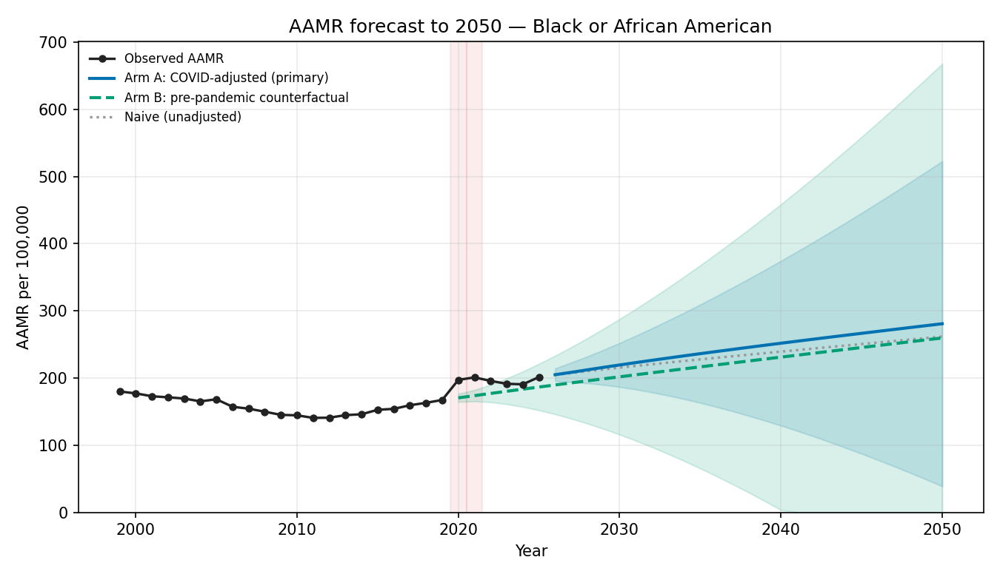 AAMR forecast to 2050 — Black or African American
700
600
500
400
300
200
100
0
AAMR per 100,000
Observed AAMR
Arm A: COVID-adjusted (primary)
Arm B: pre-pandemic counterfactual
Naive (unadjusted)
2000 2010 2020 2030 2040 2050
Year